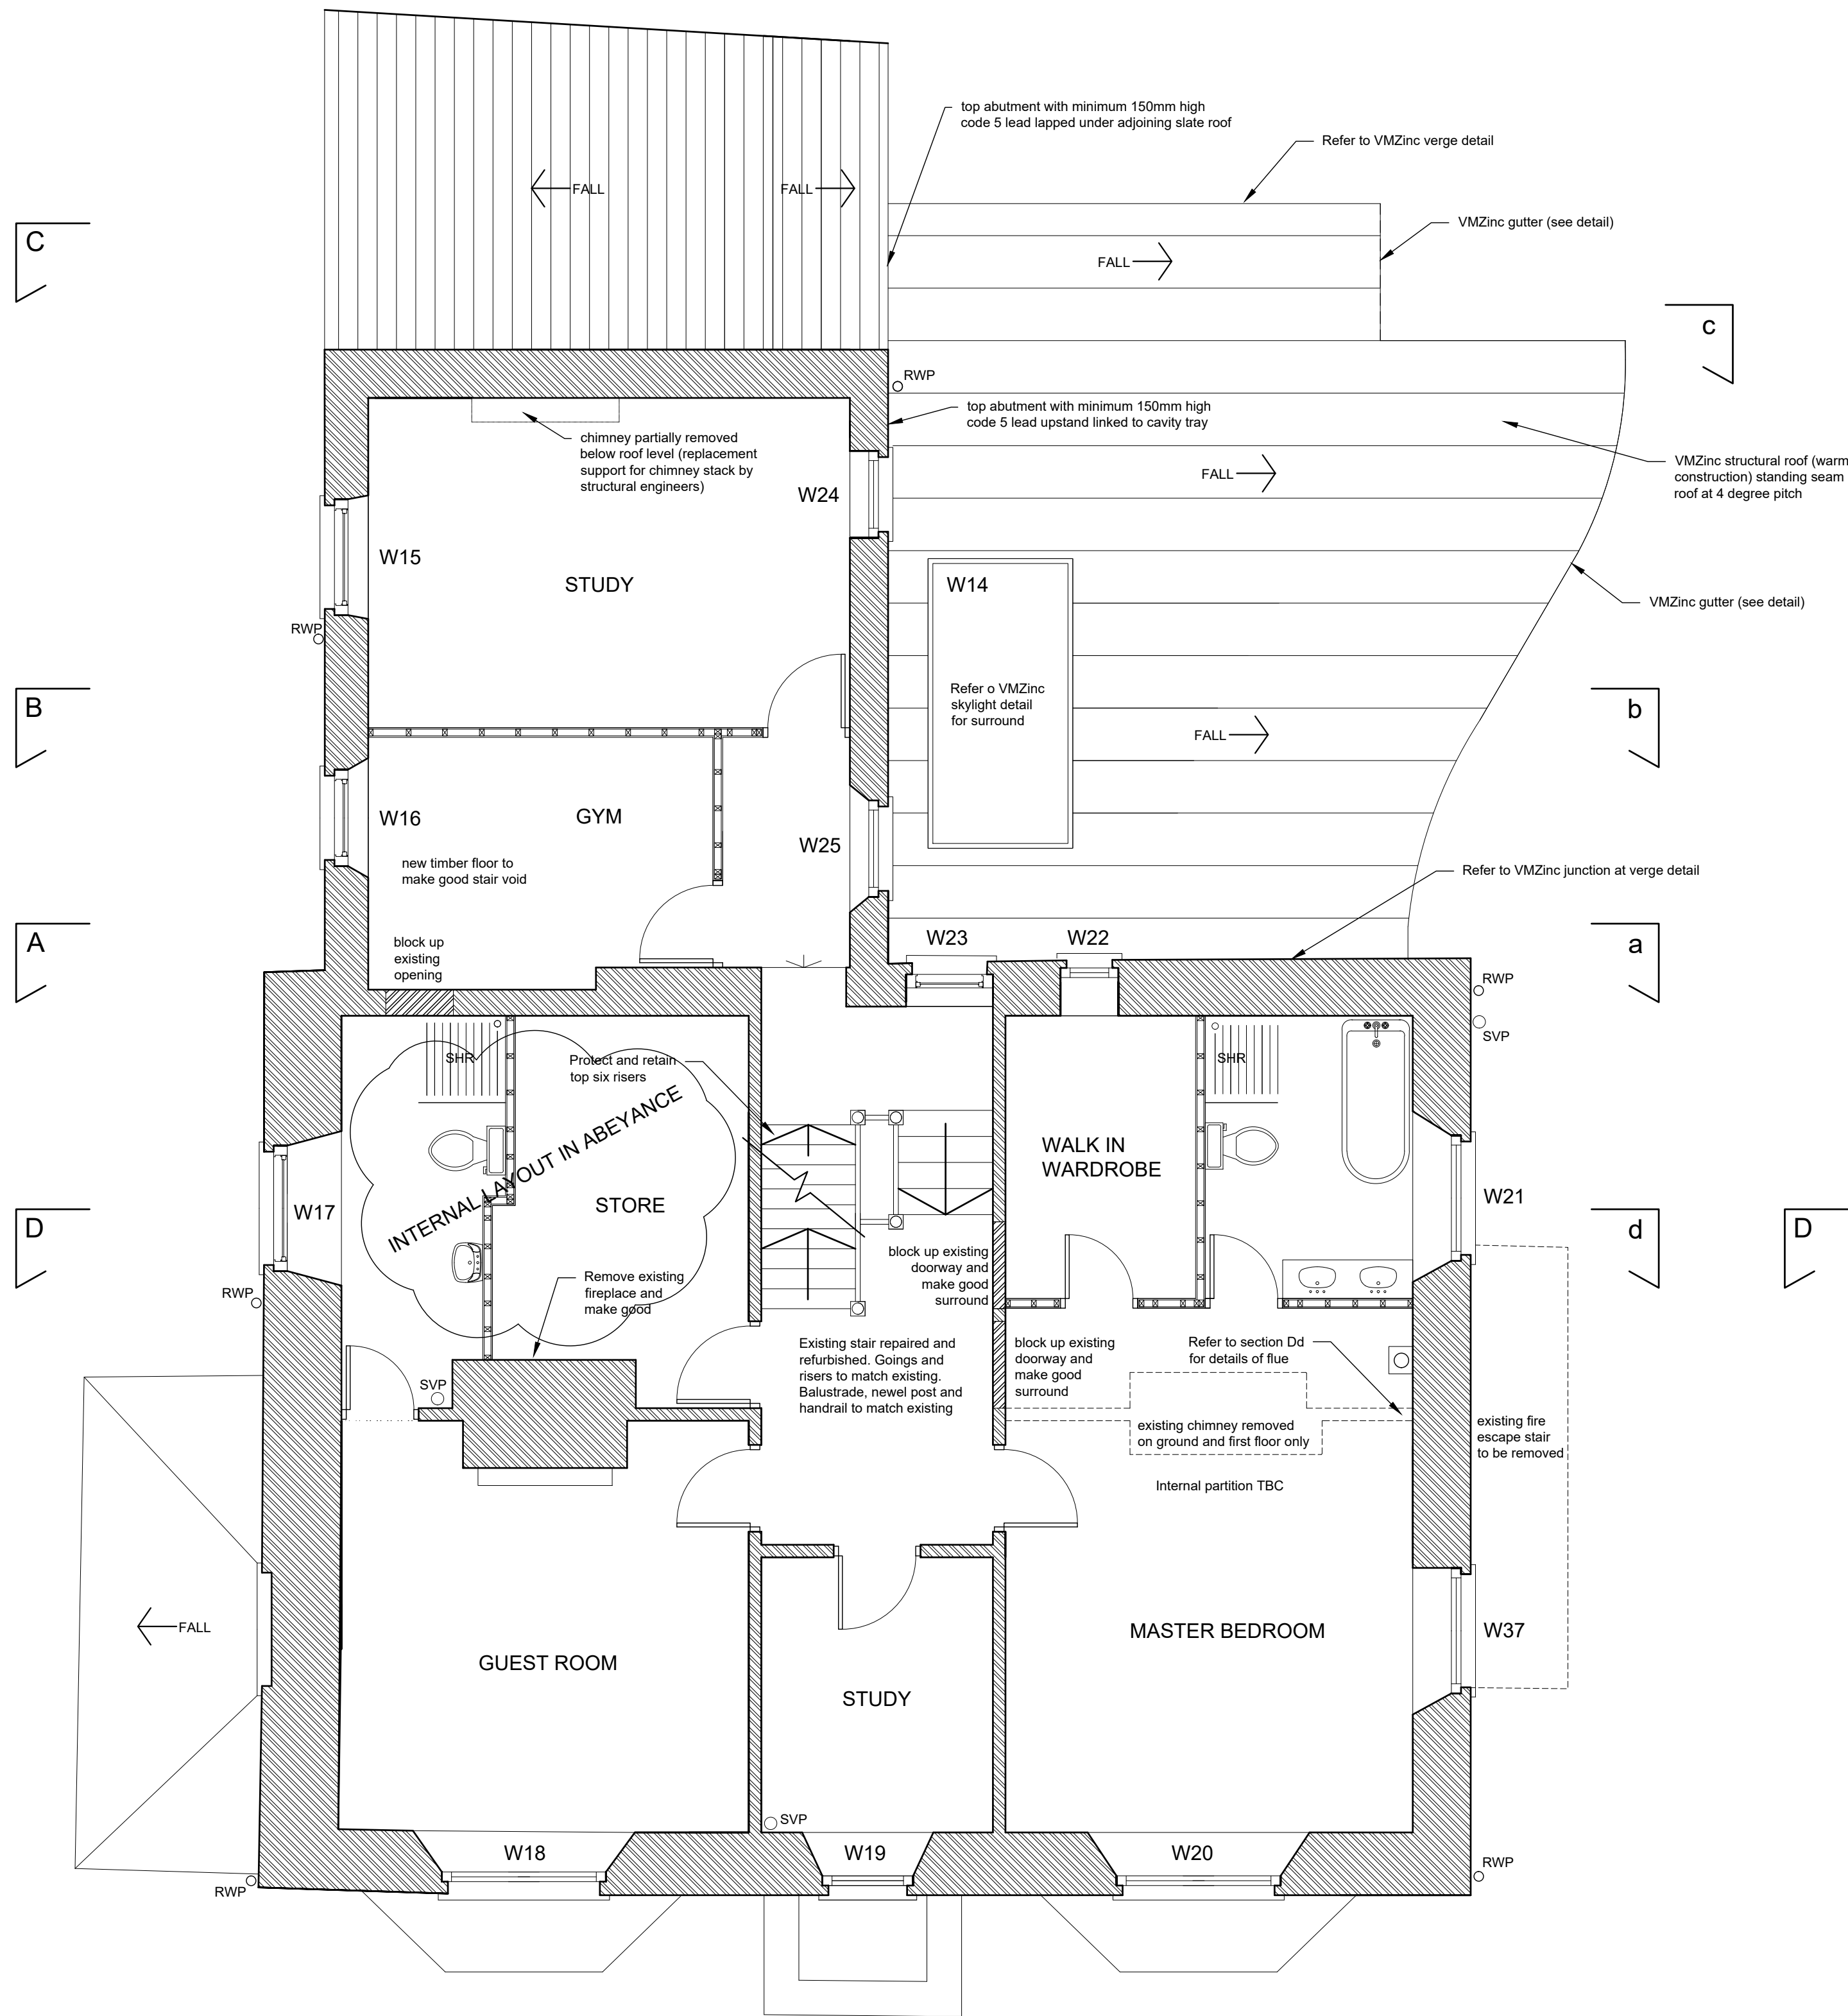 top abutment with minimum 150mm high
code 5 lead lapped under adjoining slate roof
Refer to VMZinc verge detail
FALL
FALL
VMZinc gutter (see detail)
C
FALL
c
RWP
top abutment with minimum 150mm high
code 5 lead upstand linked to cavity tray
chimney partially removed
below roof level (replacement
support for chimney stack by
structural engineers)
VMZinc structural roof (warm
construction) standing seam
roof at 4 degree pitch
FALL
W24
W15
STUDY
W14
VMZinc gutter (see detail)
RWP
Refer o VMZinc
skylight detail
for surround
B
b
FALL
W16
GYM
W25
new timber floor to
make good stair void
Refer to VMZinc junction at verge detail
A
block up
existing
opening
W23
W22
a
RWP
SVP
SHR
Protect and retain
top six risers
SHR
INTERNAL LAYOUT IN ABEYANCE
WALK IN
WARDROBE
W17
STORE
W21
D
d
D
block up existing
doorway and
make good
surround
Remove existing
fireplace and
make good
RWP
Existing stair repaired and
refurbished. Goings and
risers to match existing.
Balustrade, newel post and
handrail to match existing
block up existing
doorway and
make good
surround
Refer to section Dd
for details of flue
SVP
existing chimney removed
on ground and first floor only
existing fire
escape stair
to be removed
Internal partition TBC
FALL
GUEST ROOM
STUDY
MASTER BEDROOM
W37
SVP
W18
W19
W20
RWP
RWP